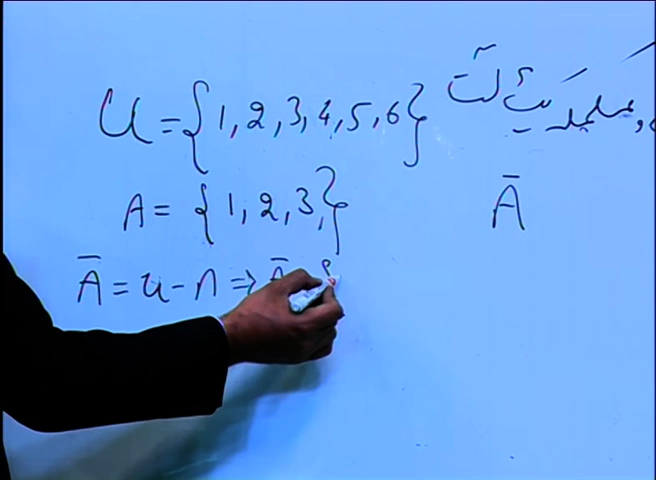 U = {1, 2, 3, 4, 5, 6}
A = {1, 2, 3,}
Ā
Ā = U - A ⇒ Ā